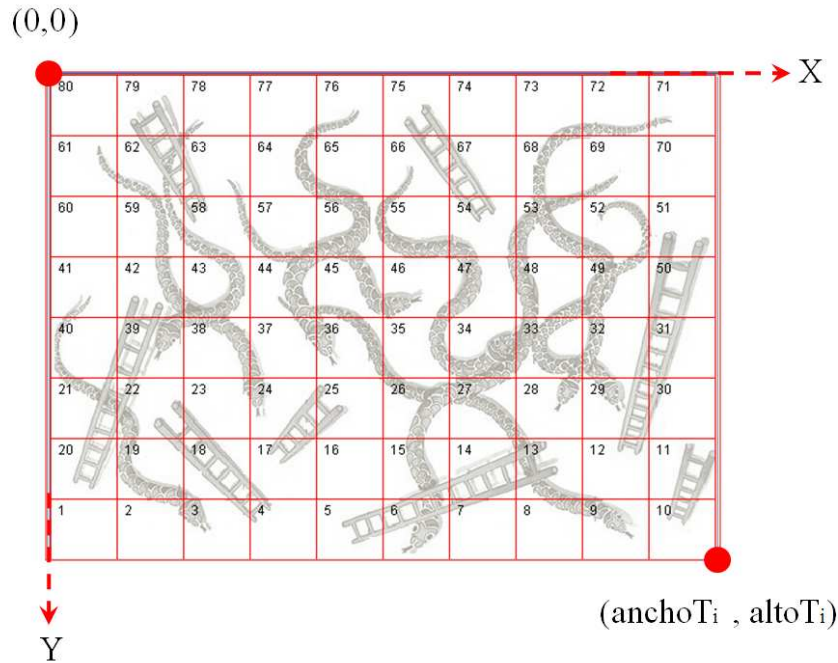 (0,0)
X
80 79 78 77 76 75 74 73 72 71
61 62 63 64 65 66 67 68 69 70
60 59 58 57 56 55 54 53 52 51
41 42 43 44 45 46 47 48 49 50
40 39 38 37 36 35 34 33 32 31
21 22 23 24 25 26 27 28 29 30
20 19 18 17 16 15 14 13 12 11
1 2 3 4 5 6 7 8 9 10
(anchoTi , altoTi)
Y